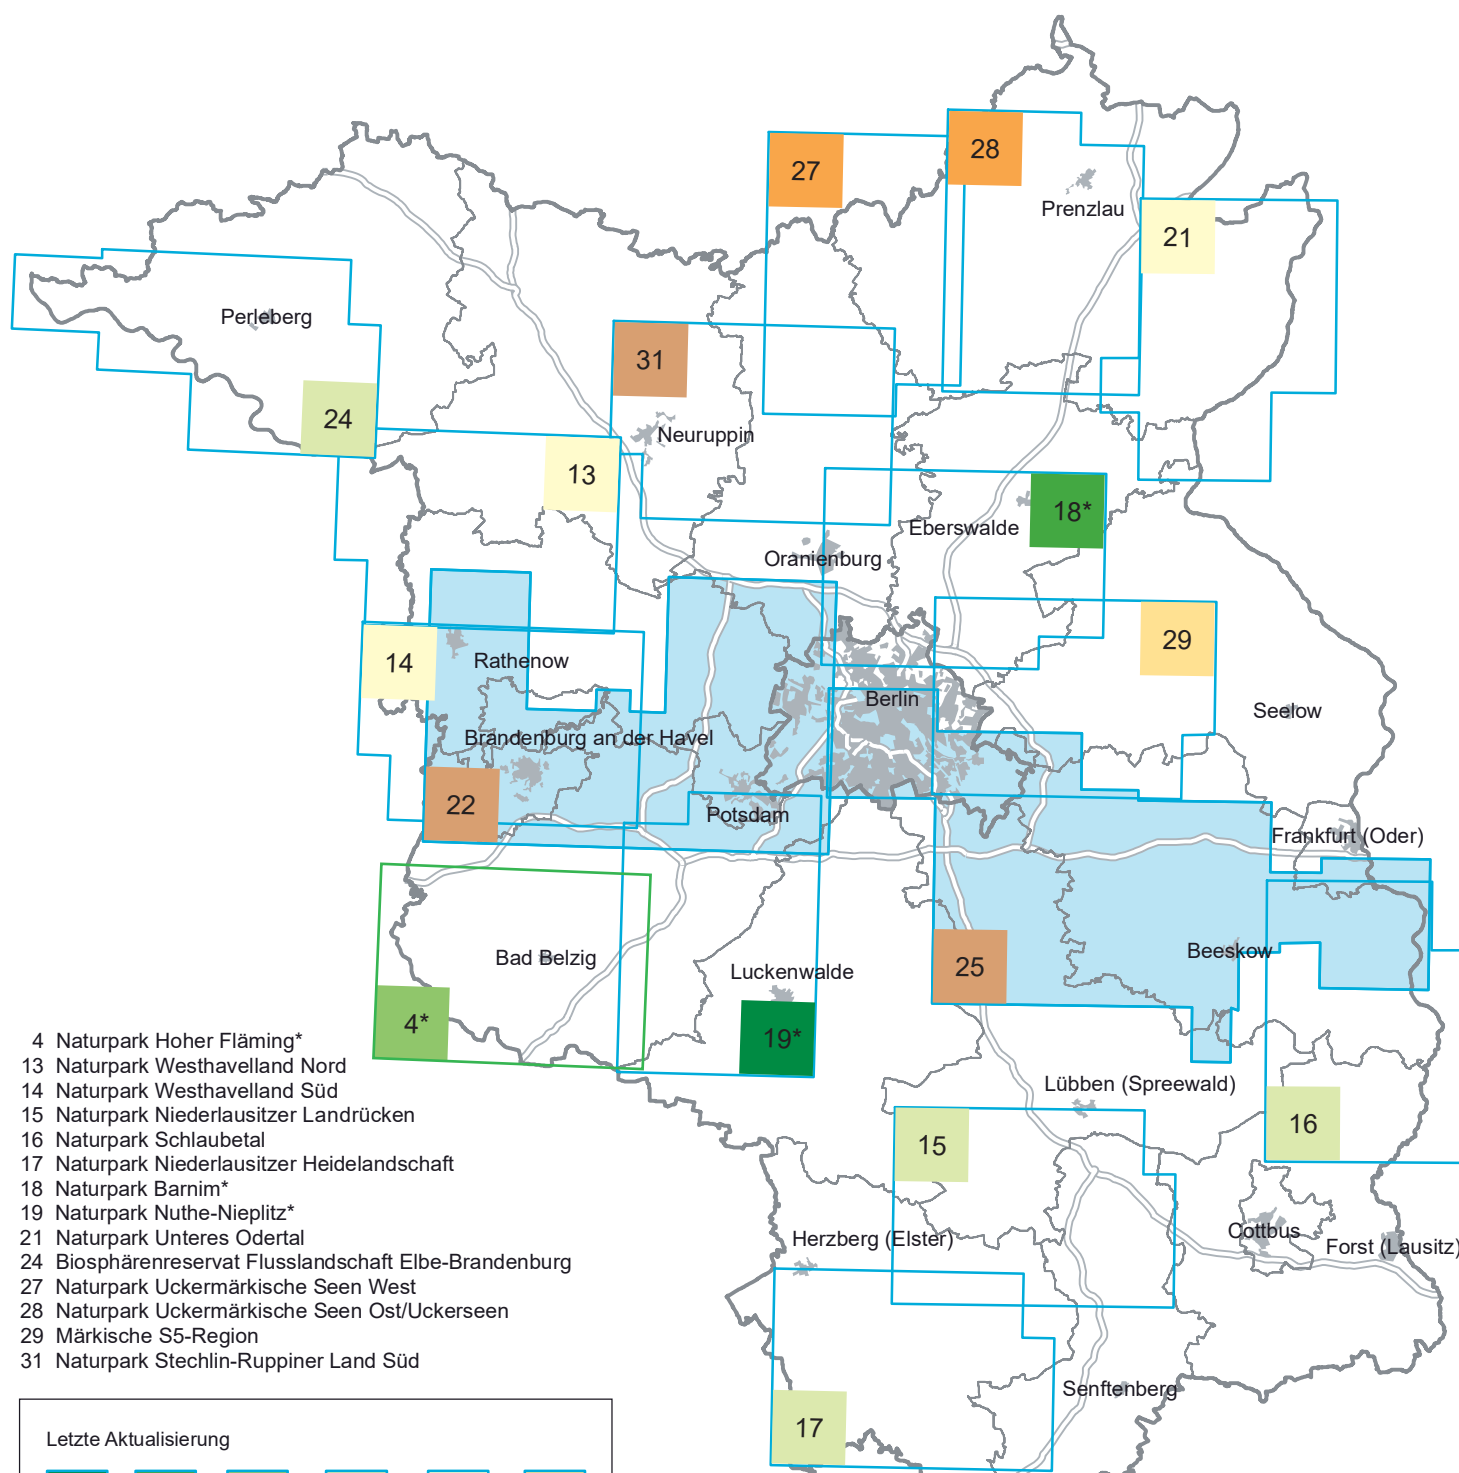 28
27
Prenzlau
21
Perleberg
31
24
Neuruppin
13
18*
Eberswalde
Oranienburg
29
14
Rathenow
Berlin
Seelow
Brandenburg an der Havel
22
Potsdam
Frankfurt (Oder)
Bad Belzig
Beeskow
25
Luckenwalde
4*
19*
4 Naturpark Hoher Fläming*
13 Naturpark Westhavelland Nord
14 Naturpark Westhavelland Süd
15 Naturpark Niederlausitzer Landrücken
16 Naturpark Schlaubetal
17 Naturpark Niederlausitzer Heidelandschaft
18 Naturpark Barnim*
19 Naturpark Nuthe-Nieplitz*
21 Naturpark Unteres Odertal
24 Biosphärenreservat Flusslandschaft Elbe-Brandenburg
27 Naturpark Uckermärkische Seen West
28 Naturpark Uckermärkische Seen Ost/Uckerseen
29 Märkische S5-Region
31 Naturpark Stechlin-Ruppiner Land Süd
Lübben (Spreewald)
16
15
Cottbus
Herzberg (Elster)
Forst (Lausitz)
Senftenberg
17
Letzte Aktualisierung